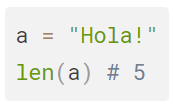 a = "Hola!"
len(a) # 5